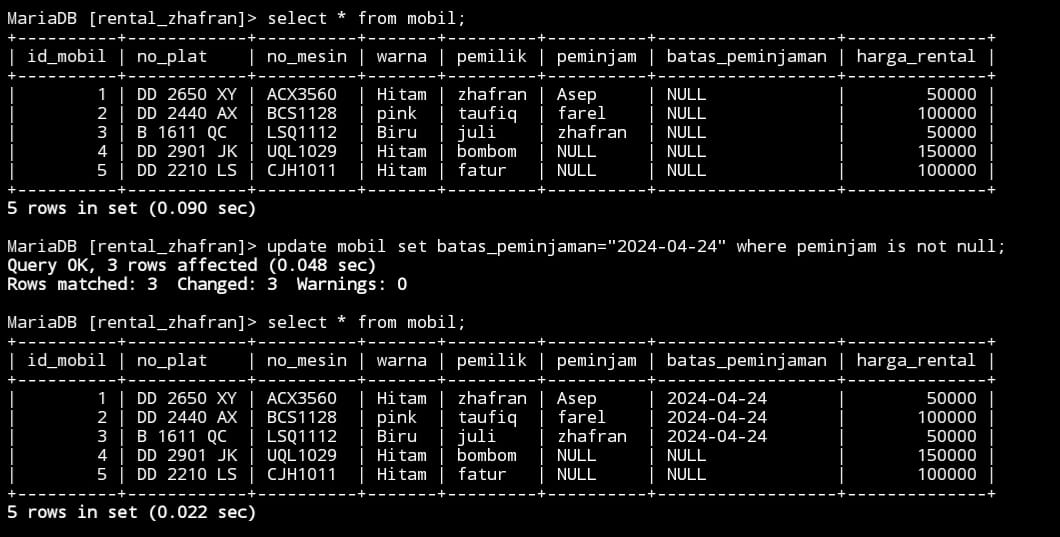 MariaDB [rental_zhafran]> select * from mobil;
+----------+------------+----------+-------+---------+----------+------------------+--------------+
| id_mobil | no_plat    | no_mesin | warna | pemilik | peminjam | batas_peminjaman | harga_rental |
+----------+------------+----------+-------+---------+----------+------------------+--------------+
|        1 | DD 2650 XY | ACX3560  | Hitam | zhafran | Asep     | NULL             |        50000 |
|        2 | DD 2440 AX | BCS1128  | pink  | taufiq  | farel    | NULL             |       100000 |
|        3 | B 1611 QC  | LSQ1112  | Biru  | juli    | zhafran  | NULL             |        50000 |
|        4 | DD 2901 JK | UQL1029  | Hitam | bombom  | NULL     | NULL             |       150000 |
|        5 | DD 2210 LS | CJH1011  | Hitam | fatur   | NULL     | NULL             |       100000 |
+----------+------------+----------+-------+---------+----------+------------------+--------------+
5 rows in set (0.090 sec)
MariaDB [rental_zhafran]> update mobil set batas_peminjaman="2024-04-24" where peminjam is not null;
Query OK, 3 rows affected (0.048 sec)
Rows matched: 3  Changed: 3  Warnings: 0
MariaDB [rental_zhafran]> select * from mobil;
+----------+------------+----------+-------+---------+----------+------------------+--------------+
| id_mobil | no_plat    | no_mesin | warna | pemilik | peminjam | batas_peminjaman | harga_rental |
+----------+------------+----------+-------+---------+----------+------------------+--------------+
|        1 | DD 2650 XY | ACX3560  | Hitam | zhafran | Asep     | 2024-04-24       |        50000 |
|        2 | DD 2440 AX | BCS1128  | pink  | taufiq  | farel    | 2024-04-24       |       100000 |
|        3 | B 1611 QC  | LSQ1112  | Biru  | juli    | zhafran  | 2024-04-24       |        50000 |
|        4 | DD 2901 JK | UQL1029  | Hitam | bombom  | NULL     | NULL             |       150000 |
|        5 | DD 2210 LS | CJH1011  | Hitam | fatur   | NULL     | NULL             |       100000 |
+----------+------------+----------+-------+---------+----------+------------------+--------------+
5 rows in set (0.022 sec)